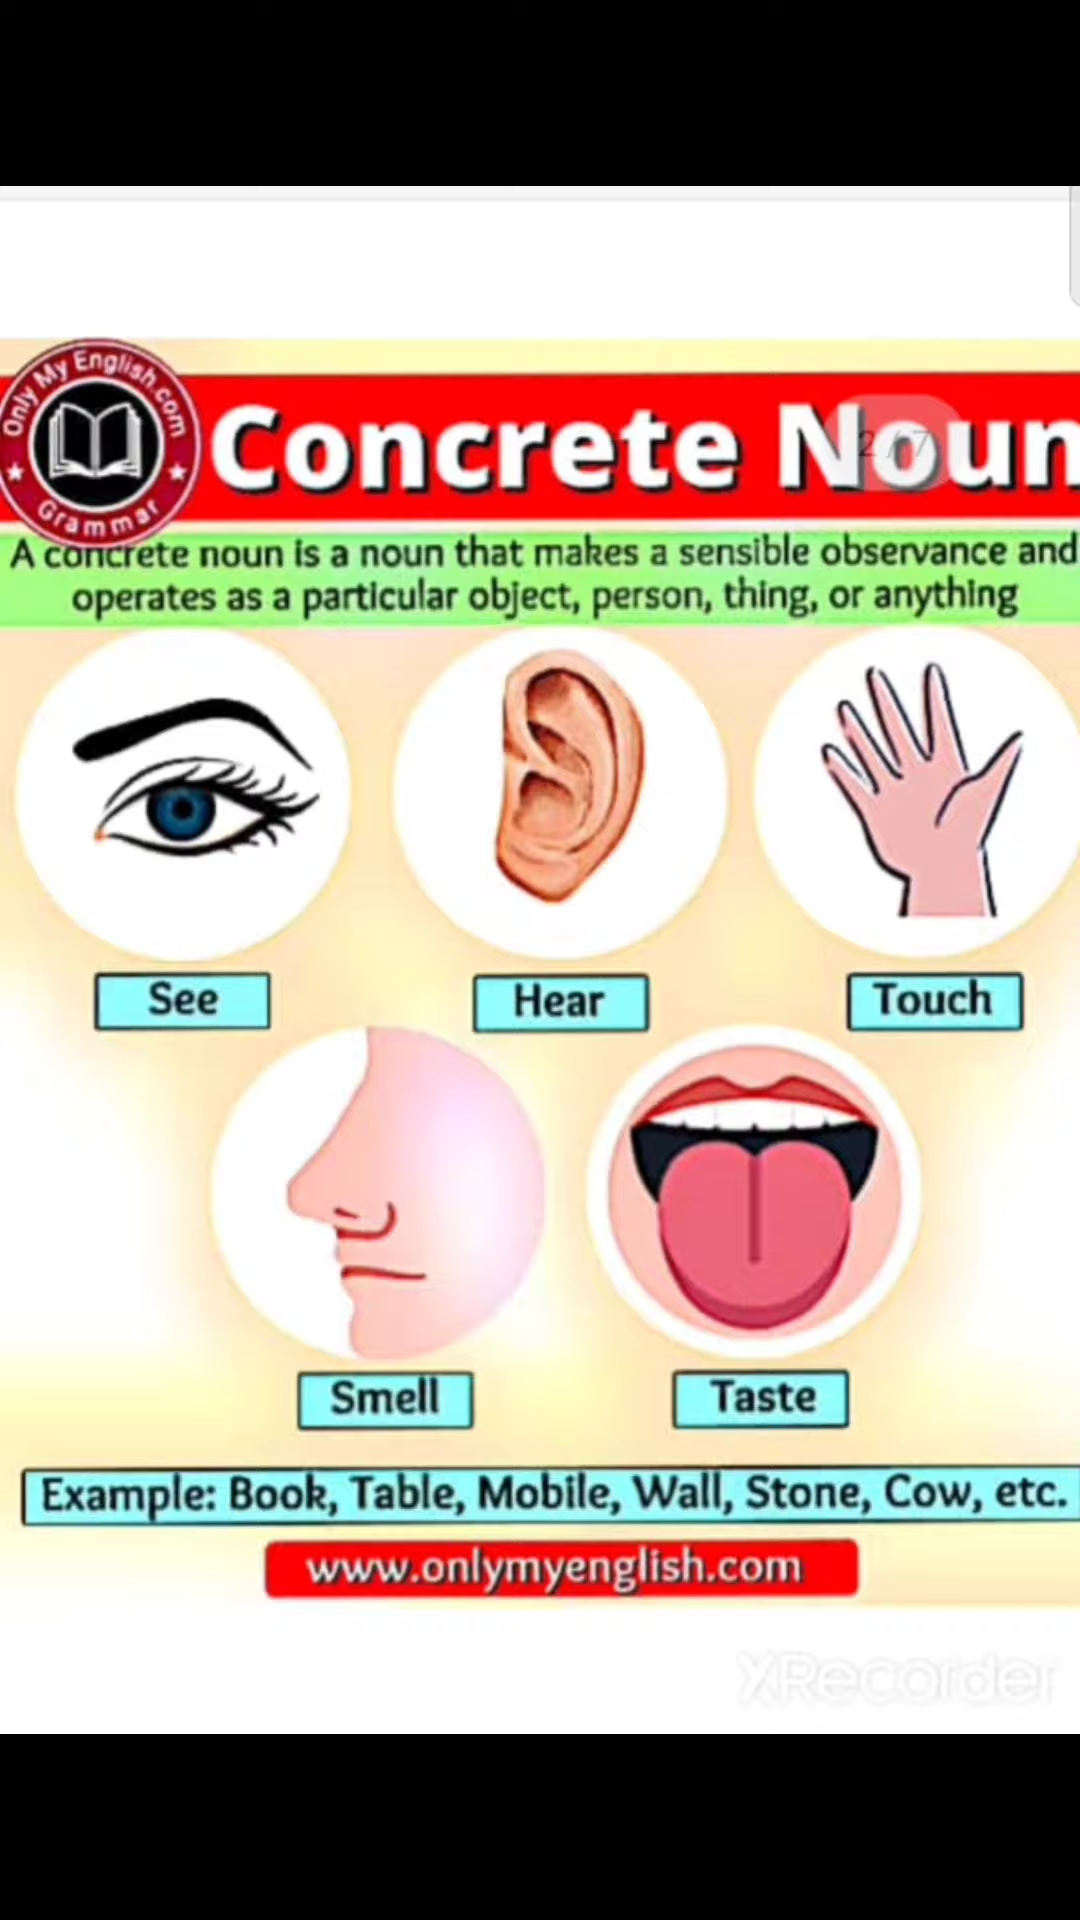 Only My English.com
Grammar
Concrete Noun
2 / 7
A concrete noun is a noun that makes a sensible observance and
operates as a particular object, person, thing, or anything
See
Hear
Touch
Smell
Taste
Example: Book, Table, Mobile, Wall, Stone, Cow, etc.
www.onlymyenglish.com
XRecorder